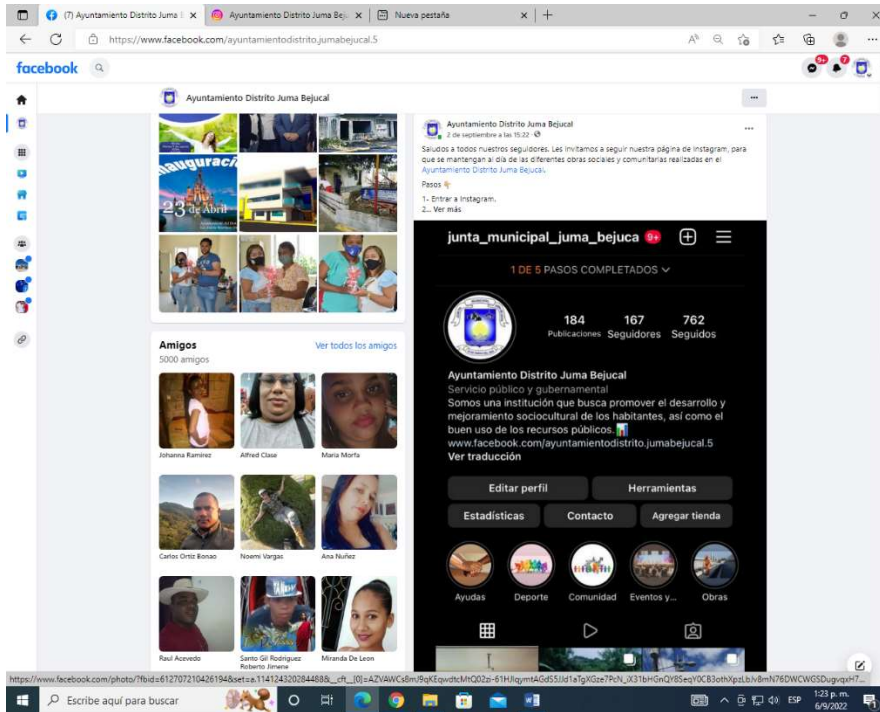 (7) Ayuntamiento Distrito Juma
Ayuntamiento Distrito Juma Bej
Nueva pestaña
https://www.facebook.com/ayuntamientodistrito.jumabejucal.5
facebook
9+
7
Ayuntamiento Distrito Juma Bejucal
Inauguraci
23 de Abril
Amigos
Ver todos los amigos
5000 amigos
Johanna Ramirez
Alfred Clase
Maria Morfa
Carlos Ortiz Bonao
Noemi Vargas
Ana Nuñez
Raul Acevedo
Santo Gil Rodriguez
Roberto Jimene
Miranda De Leon
Ayuntamiento Distrito Juma Bejucal
2 de septiembre a las 15:22
Saludos a todos nuestros seguidores. Les invitamos a seguir nuestra página de Instagram, para
que se mantengan al día de las diferentes obras sociales y comunitarias realizadas en el
Ayuntamiento Distrito Juma Bejucal.
Pasos
1. Entrar a Instagram.
2... Ver más
junta_municipal_juma_bejuca 9+
1 DE 5 PASOS COMPLETADOS
184
167
762
Publicaciones
Seguidores
Seguidos
Ayuntamiento Distrito Juma Bejucal
Servicio público y gubernamental
Somos una institución que busca promover el desarrollo y
mejoramiento sociocultural de los habitantes, así como el
buen uso de los recursos públicos.
www.facebook.com/ayuntamientodistrito.jumabejucal.5
Ver traducción
Editar perfil
Herramientas
Estadísticas
Contacto
Agregar tienda
Ayudas
Deporte
Comunidad
Eventos y...
Obras
Escribe aquí para buscar
ESP
1:23 p. m.
6/9/2022